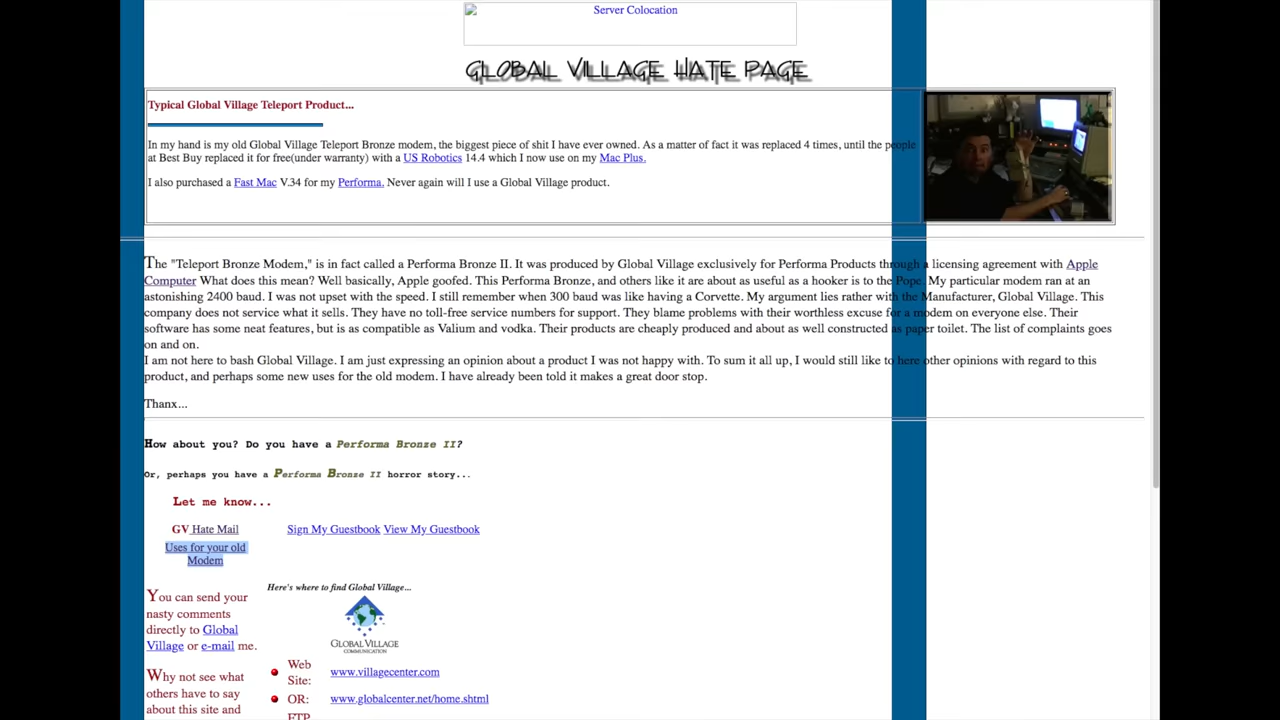 Server Colocation
GLOBAL VILLAGE HATE PAGE
Typical Global Village Teleport Product...
In my hand is my old Global Village Teleport Bronze modem, the biggest piece of shit I have ever owned. As a matter of fact it was replaced 4 times, until the people
at Best Buy replaced it for free(under warranty) with a US Robotics 14.4 which I now use on my Mac Plus.
I also purchased a Fast Mac V.34 for my Performa. Never again will I use a Global Village product.
The "Teleport Bronze Modem," is in fact called a Performa Bronze II. It was produced by Global Village exclusively for Performa Products through a licensing agreement with Apple
Computer What does this mean? Well basically, Apple goofed. This Performa Bronze, and others like it are about as useful as a hooker is to the Pope. My particular modem ran at an
astonishing 2400 baud. I was not upset with the speed. I still remember when 300 baud was like having a Corvette. My argument lies rather with the Manufacturer, Global Village. This
company does not service what it sells. They have no toll-free service numbers for support. They blame problems with their worthless excuse for a modem on everyone else. Their
software has some neat features, but is as compatible as Valium and vodka. Their products are cheaply produced and about as well constructed as paper toilet. The list of complaints goes
on and on.
I am not here to bash Global Village. I am just expressing an opinion about a product I was not happy with. To sum it all up, I would still like to here other opinions with regard to this
product, and perhaps some new uses for the old modem. I have already been told it makes a great door stop.
Thanx...
How about you? Do you have a Performa Bronze II?
Or, perhaps you have a Performa Bronze II horror story...
Let me know...
GV Hate Mail
Sign My Guestbook View My Guestbook
Uses for your old
Modem
Here's where to find Global Village...
You can send your
nasty comments
directly to Global
Village or e-mail me.
GLOBAL VILLAGE
COMMUNICATION
Why not see what
others have to say
about this site and
Web
Site:
www.villagecenter.com
OR:
www.globalcenter.net/home.shtml
FTP